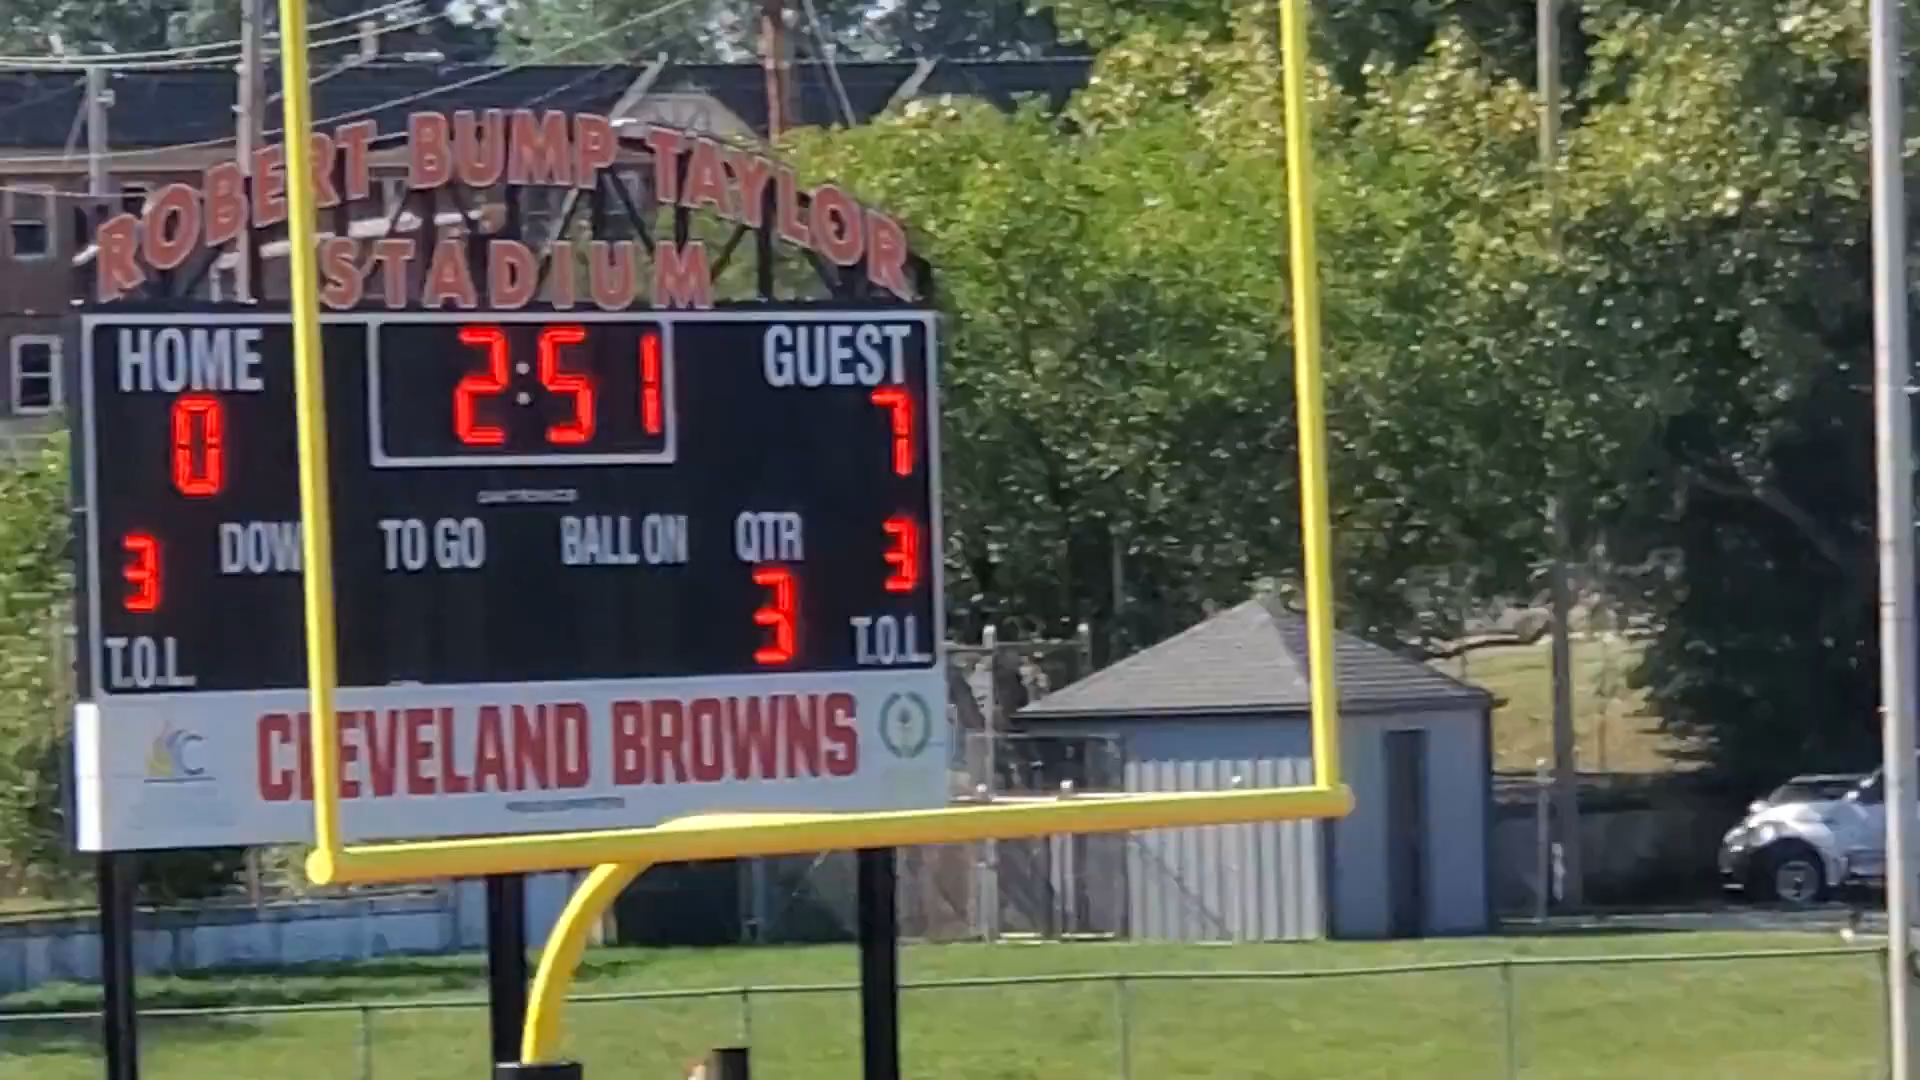 ROBERT BUMP TAYLOR
STADIUM
HOME 2:51 GUEST
0 7
3 DOWN TO GO BALL ON QTR 3
3
T.O.L. T.O.L.
CLEVELAND BROWNS